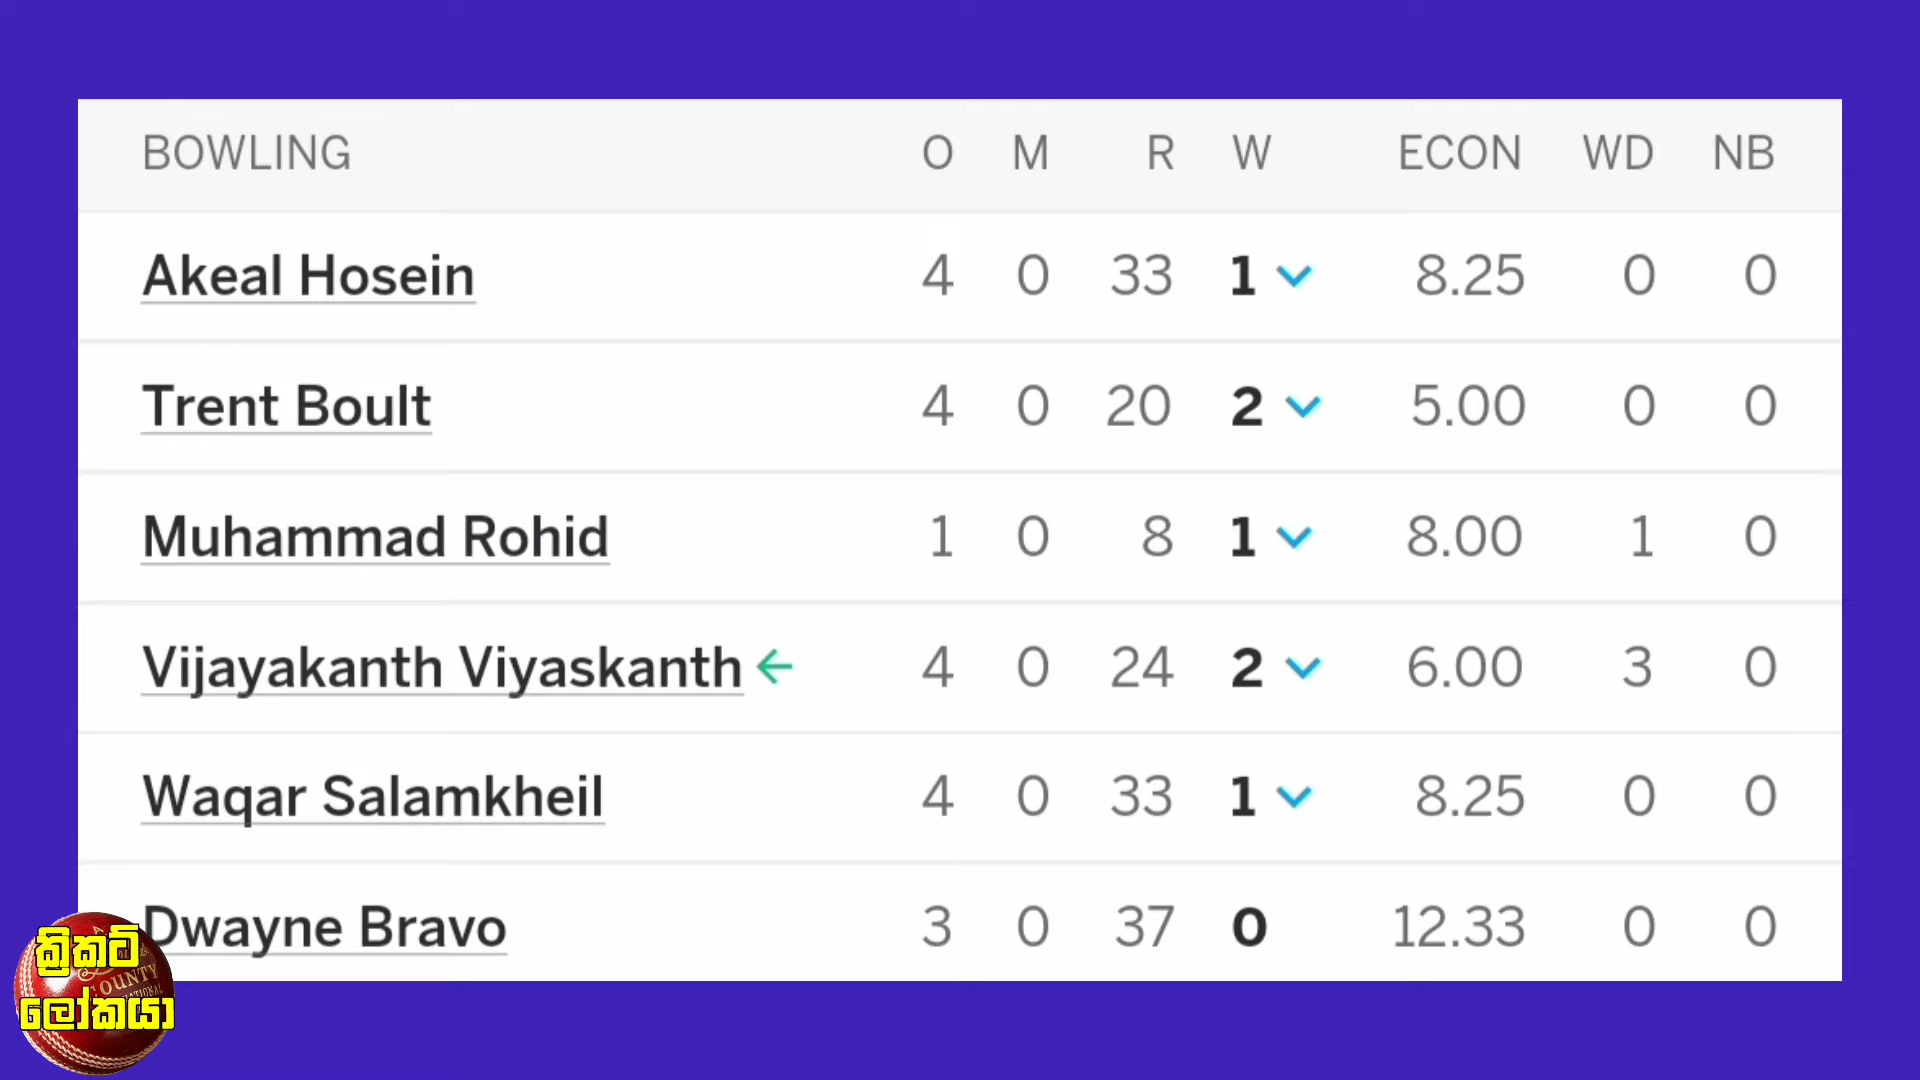 BOWLING O M R W ECON WD NB
Akeal Hosein 4 0 33 1 8.25 0 0
Trent Boult 4 0 20 2 5.00 0 0
Muhammad Rohid 1 0 8 1 8.00 1 0
Vijayakanth Viyaskanth 4 0 24 2 6.00 3 0
Waqar Salamkheil 4 0 33 1 8.25 0 0
Dwayne Bravo 3 0 37 0 12.33 0 0
ක්‍රිකට්
COUNTY
ලෝකයා